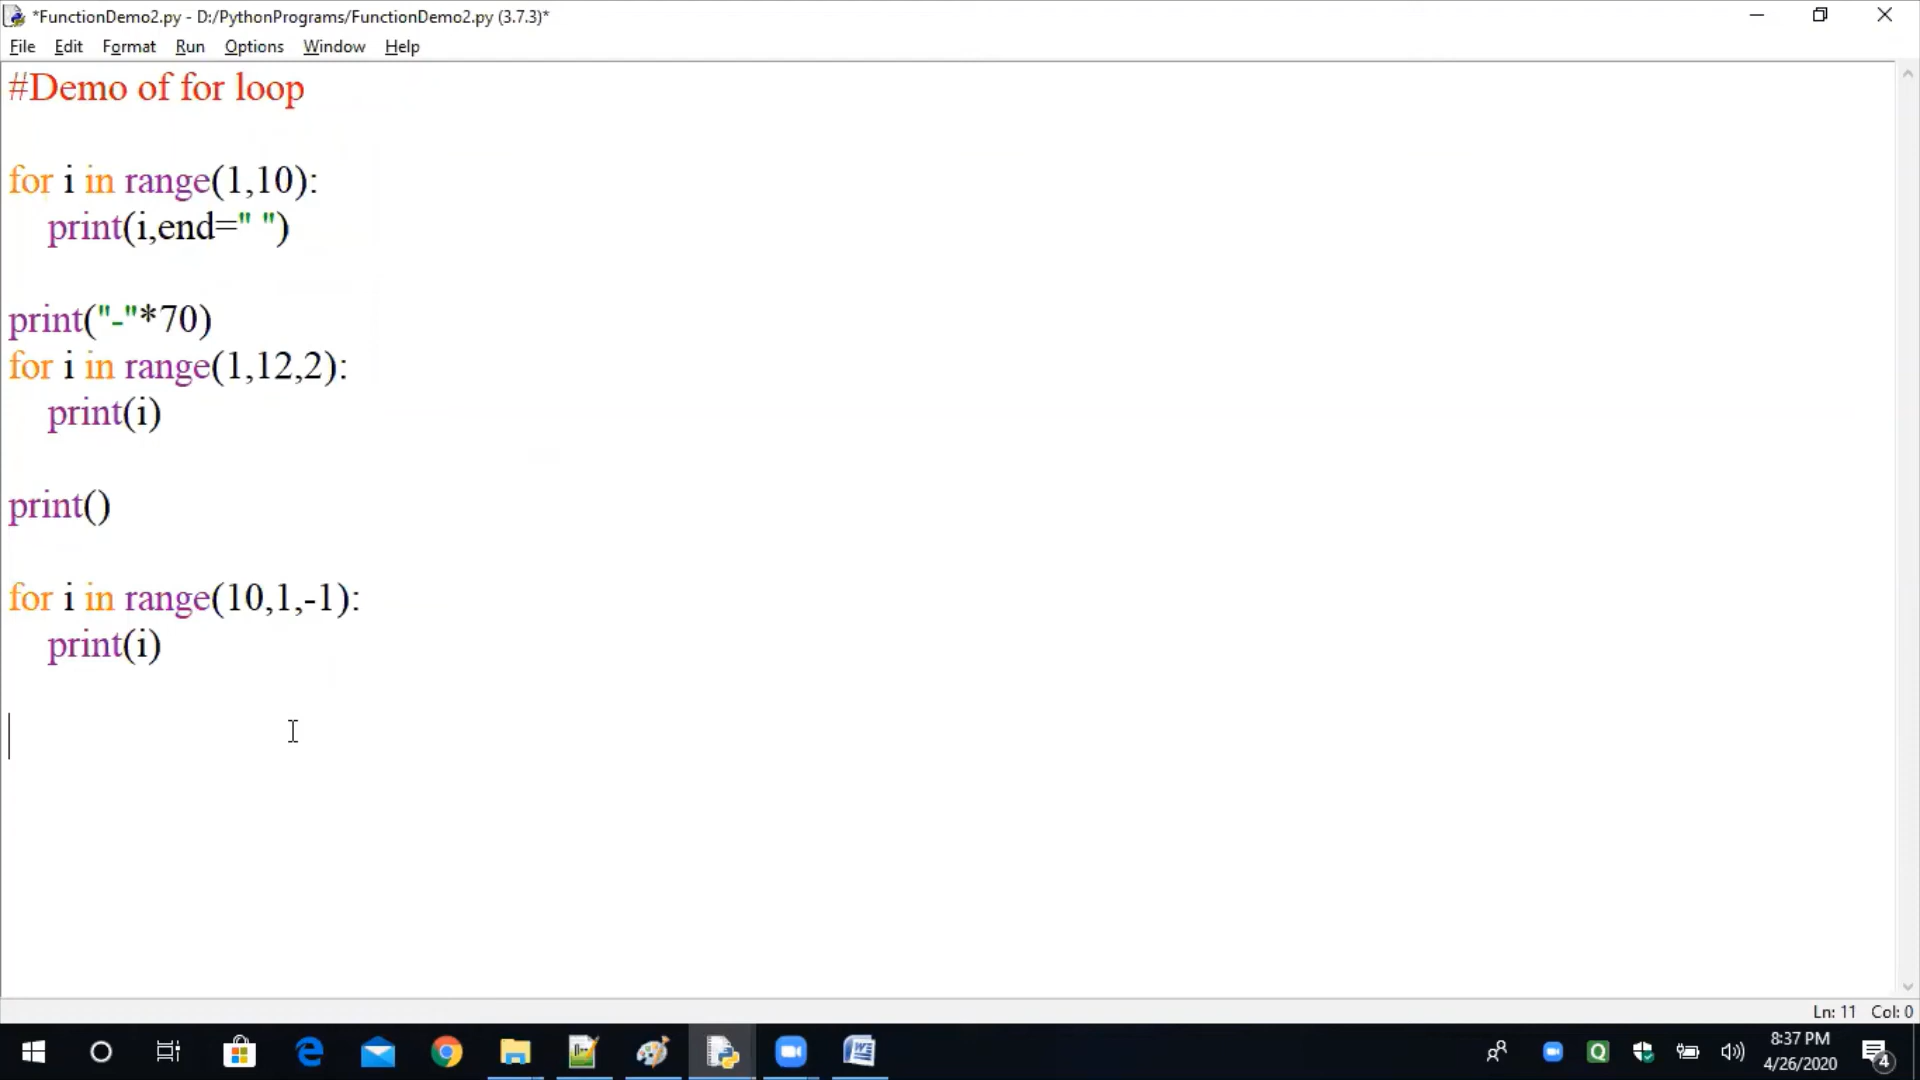 *FunctionDemo2.py - D:/PythonPrograms/FunctionDemo2.py (3.7.3)*
File Edit Format Run Options Window Help
#Demo of for loop
for i in range(1,10):
    print(i,end=" ")
print("-"*70)
for i in range(1,12,2):
    print(i)
print()
for i in range(10,1,-1):
    print(i)
Ln: 11 Col: 0
8:37 PM
4/26/2020
4